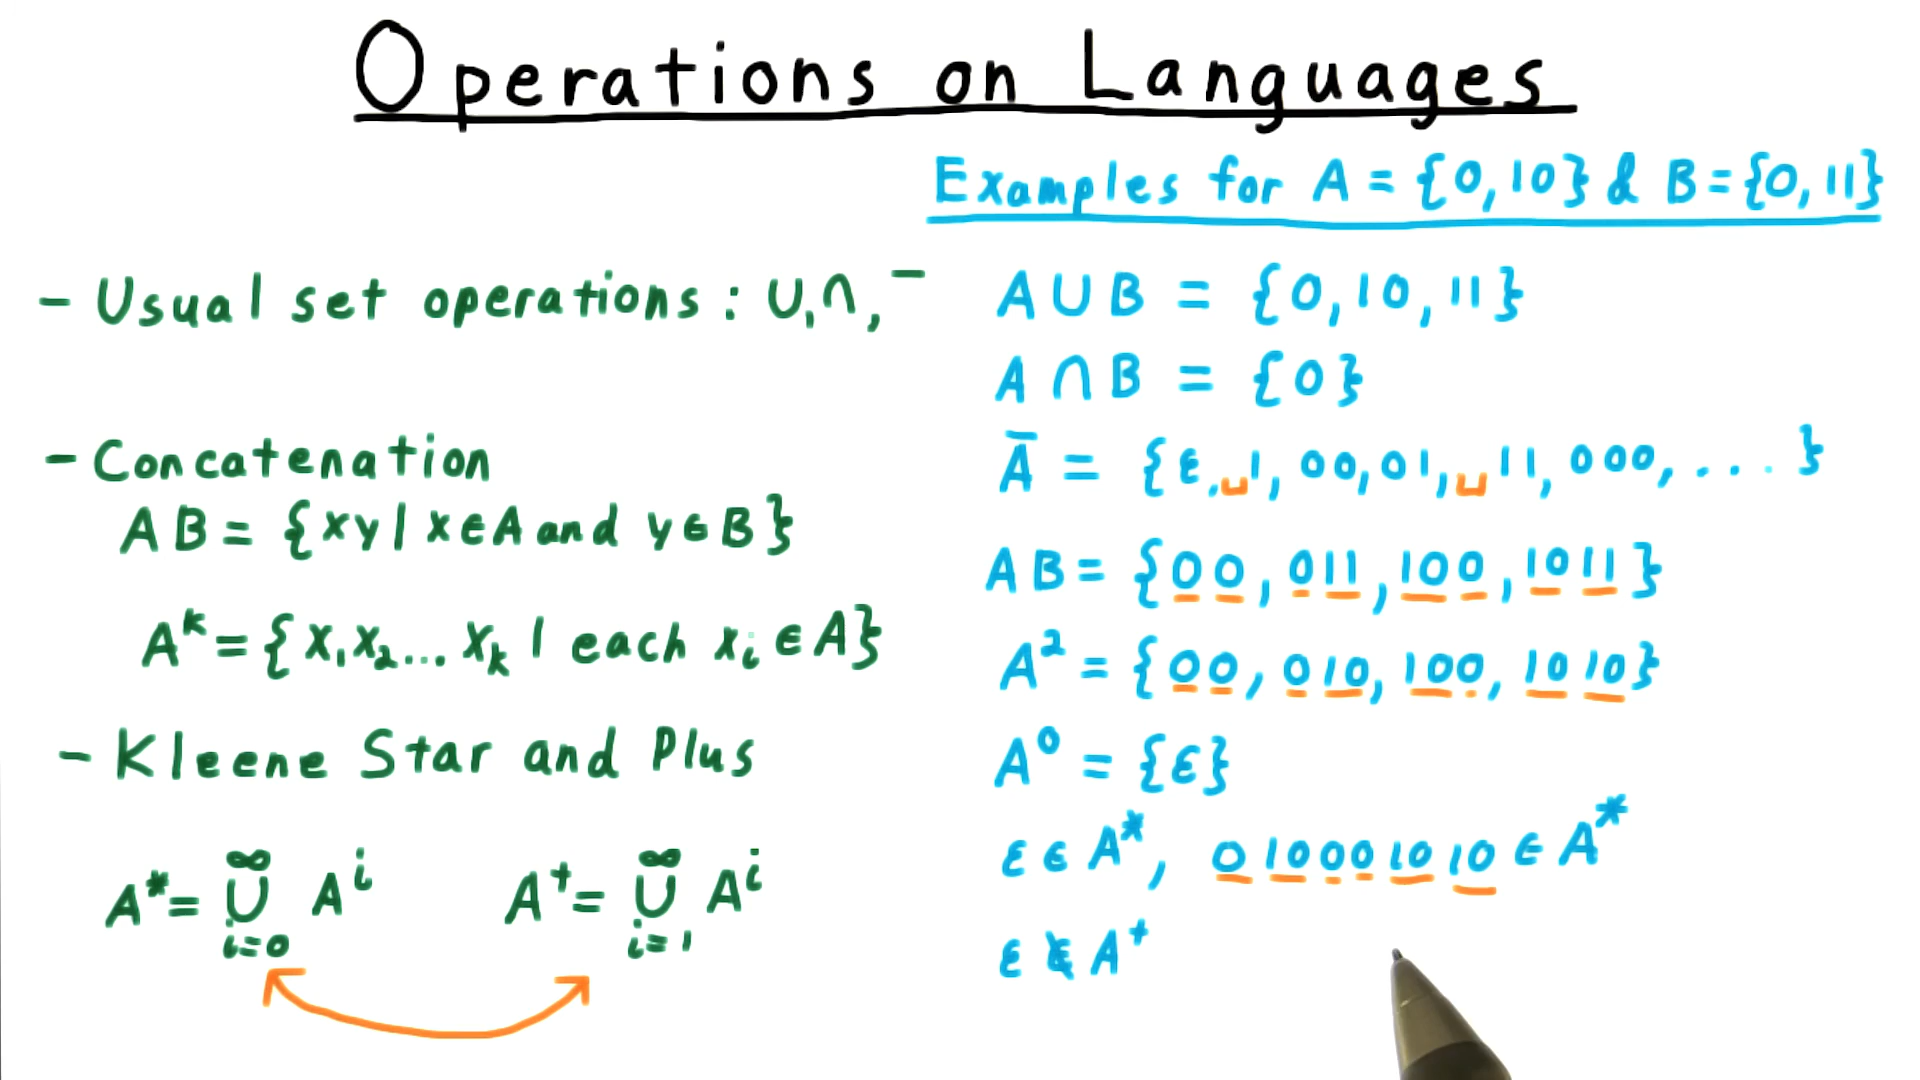 Operations on Languages
Examples for A = {0,10} & B = {0,11}
- Usual set operations : ∪,∩, ‾
A ∪ B = {0,10,11}
A ∩ B = {0}
A̅ = {ε,␣1,00,01,␣11,000,....}
- Concatenation
AB = {xy | x∈A and y∈B}
AB = {00,011,100,1011}
Aᵏ = {x₁x₂...xₖ | each xᵢ∈A}
A² = {00,010,100,1010}
- Kleene Star and Plus
A⁰ = {ε}
A* = ∞∪i=0 Aⁱ A⁺ = ∞∪i=1 Aⁱ
ε∈A*, 010001010∈A*
ε∉A⁺